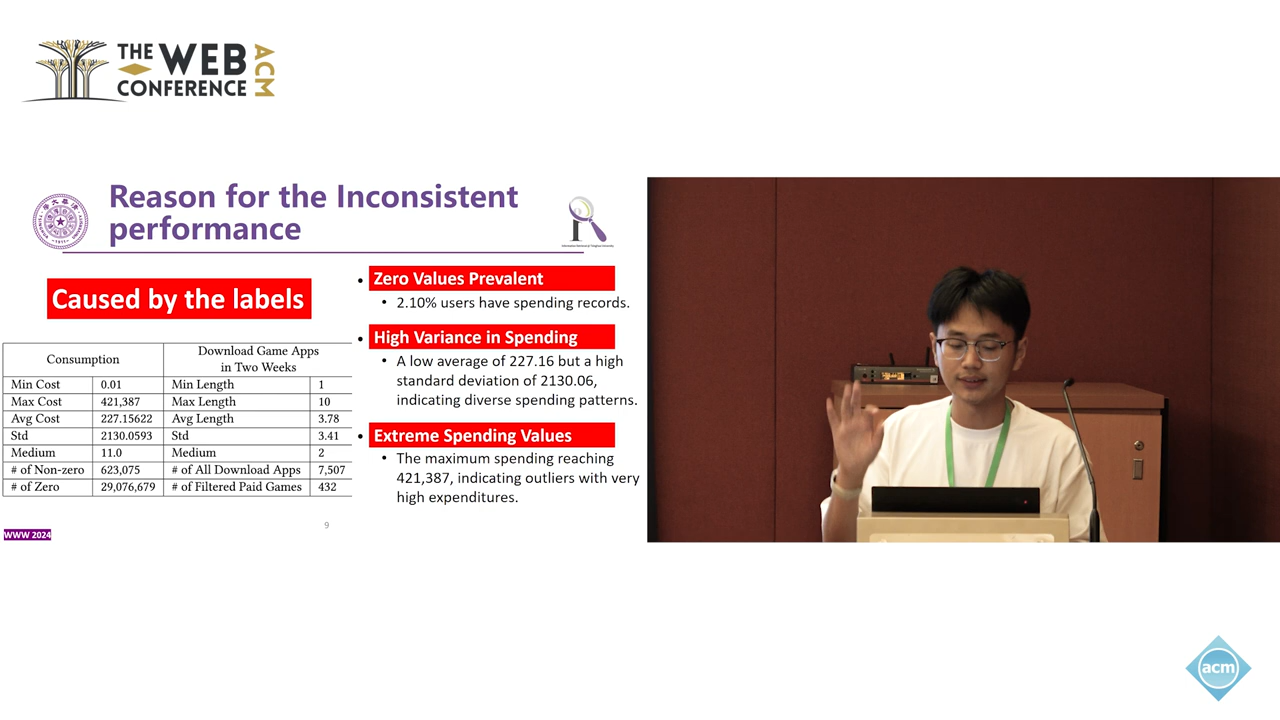 THE WEB
CONFERENCE
ACM
Reason for the Inconsistent
performance
Caused by the labels
Consumption
Download Game Apps
in Two Weeks
Min Cost 0.01 Min Length 1
Max Cost 421,387 Max Length 10
Avg Cost 227.15622 Avg Length 3.78
Std 2130.0593 Std 3.41
Medium 11.0 Medium 2
# of Non-zero 623,075 # of All Download Apps 7,507
# of Zero 29,076,679 # of Filtered Paid Games 432
• Zero Values Prevalent
• 2.10% users have spending records.
• High Variance in Spending
• A low average of 227.16 but a high
standard deviation of 2130.06,
indicating diverse spending patterns.
• Extreme Spending Values
• The maximum spending reaching
421,387, indicating outliers with very
high expenditures.
9
WWW 2024
acm